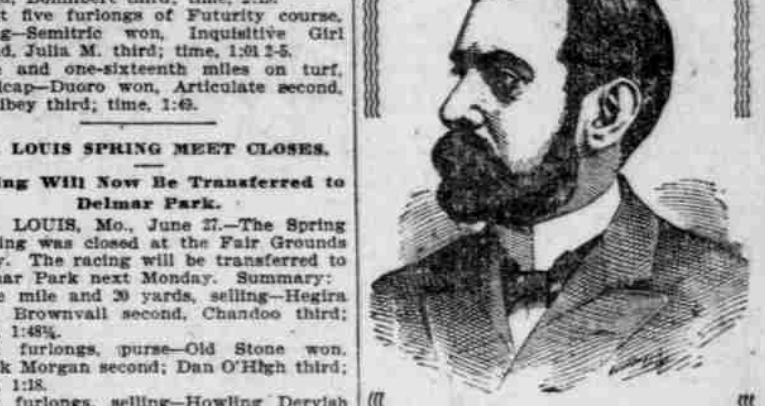 t five furlongs of Futurity course,
g—Semitric won, Inquisitive Girl
d, Julia M. third; time, 1:01 2-5.
e and one-sixteenth miles on turf,
icap—Duoro won, Articulate second,
ibey third; time, 1:49.
LOUIS SPRING MEET CLOSES.
ing Will Now Be Transferred to
Delmar Park.
LOUIS, Mo., June 27.—The Spring
ing was closed at the Fair Grounds
y. The racing will be transferred to
nar Park next Monday. Summary:
e mile and 20 yards, selling—Hegira
Brownvail second, Chandoo third;
1:48¾.
furlongs, purse—Old Stone won,
k Morgan second; Dan O'High third;
1:18.
furlongs, selling—Howling Dervish